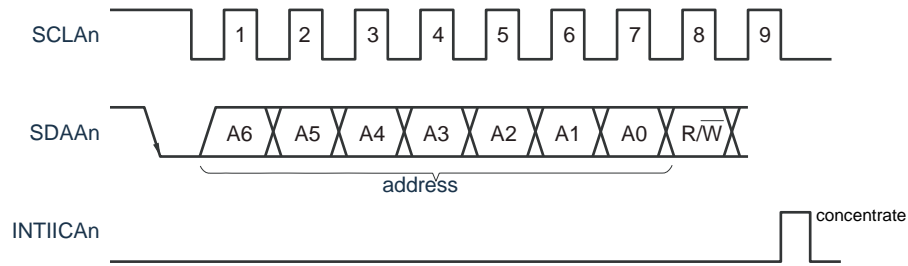 SCLAn 1 2 3 4 5 6 7 8 9
SDAAn A6 A5 A4 A3 A2 A1 A0 R/W̅
address
INTIICAn concentrate